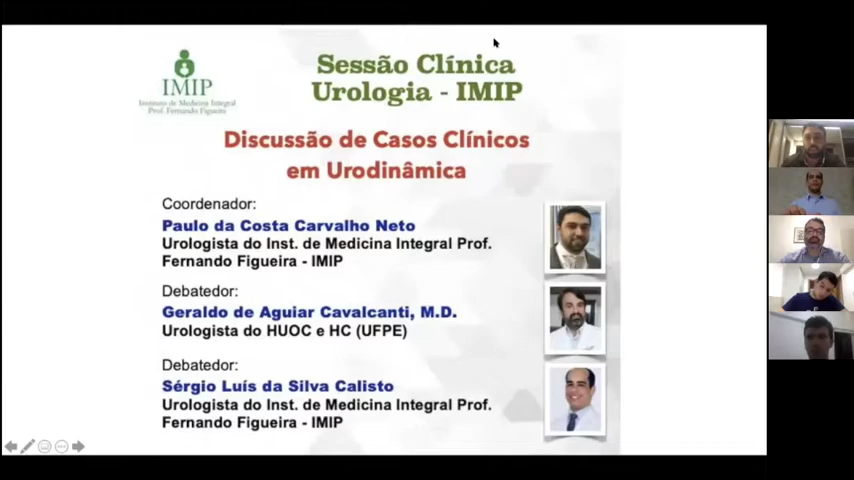 IMIP
Instituto de Medicina Integral
Prof. Fernando Figueira
Sessão Clínica
Urologia - IMIP
Discussão de Casos Clínicos
em Urodinâmica
Coordenador:
Paulo da Costa Carvalho Neto
Urologista do Inst. de Medicina Integral Prof.
Fernando Figueira - IMIP
Debatedor:
Geraldo de Aguiar Cavalcanti, M.D.
Urologista do HUOC e HC (UFPE)
Debatedor:
Sérgio Luís da Silva Calisto
Urologista do Inst. de Medicina Integral Prof.
Fernando Figueira - IMIP